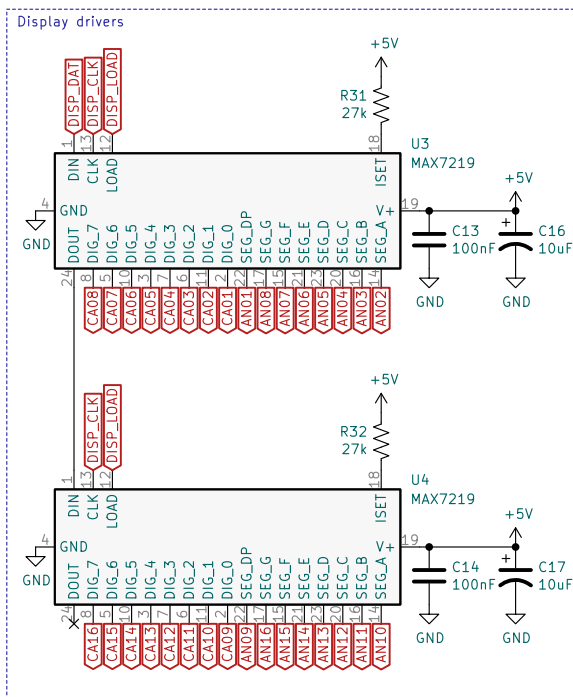 Display drivers
DISP_DAT
DISP_CLK
DISP_LOAD
+5V
R31
27k
1
13
12
18
U3
MAX7219
DIN
CLK
LOAD
ISET
+5V
4
GND
V+
19
GND
C13
100nF
C16
10uF
DOUT
DIG_7
DIG_6
DIG_5
DIG_4
DIG_3
DIG_2
DIG_1
DIG_0
SEG_DP
SEG_G
SEG_F
SEG_E
SEG_D
SEG_C
SEG_B
SEG_A
24
8
5
10
3
7
6
11
2
22
17
15
21
23
20
16
14
GND
GND
CA08
CA07
CA06
CA05
CA04
CA03
CA02
CA01
AN01
AN08
AN07
AN06
AN05
AN04
AN03
AN02
DISP_CLK
DISP_LOAD
+5V
R32
27k
1
13
12
18
U4
MAX7219
DIN
CLK
LOAD
ISET
+5V
4
GND
V+
19
GND
C14
100nF
C17
10uF
DOUT
DIG_7
DIG_6
DIG_5
DIG_4
DIG_3
DIG_2
DIG_1
DIG_0
SEG_DP
SEG_G
SEG_F
SEG_E
SEG_D
SEG_C
SEG_B
SEG_A
24
8
5
10
3
7
6
11
2
22
17
15
21
23
20
16
14
GND
GND
CA16
CA15
CA14
CA13
CA12
CA11
CA10
CA09
AN09
AN16
AN15
AN14
AN13
AN12
AN11
AN10